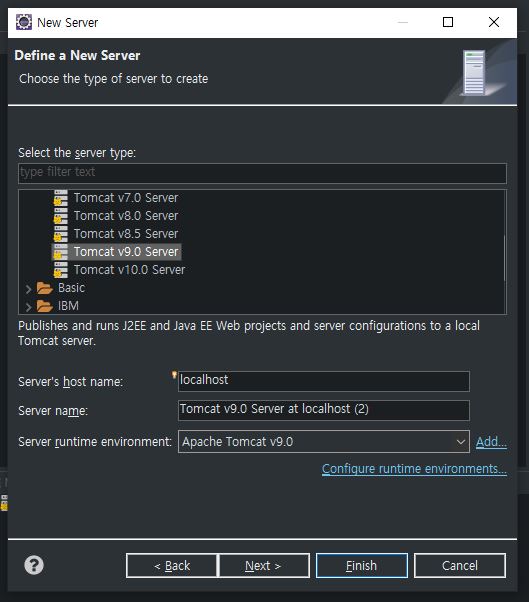 New Server
Define a New Server
Choose the type of server to create
Select the server type:
type filter text
Tomcat v7.0 Server
Tomcat v8.0 Server
Tomcat v8.5 Server
Tomcat v9.0 Server
Tomcat v10.0 Server
Basic
IBM
Publishes and runs J2EE and Java EE Web projects and server configurations to a local
Tomcat server.
Server's host name: localhost
Server name: Tomcat v9.0 Server at localhost (2)
Server runtime environment: Apache Tomcat v9.0 Add...
Configure runtime environments...
? < Back Next > Finish Cancel